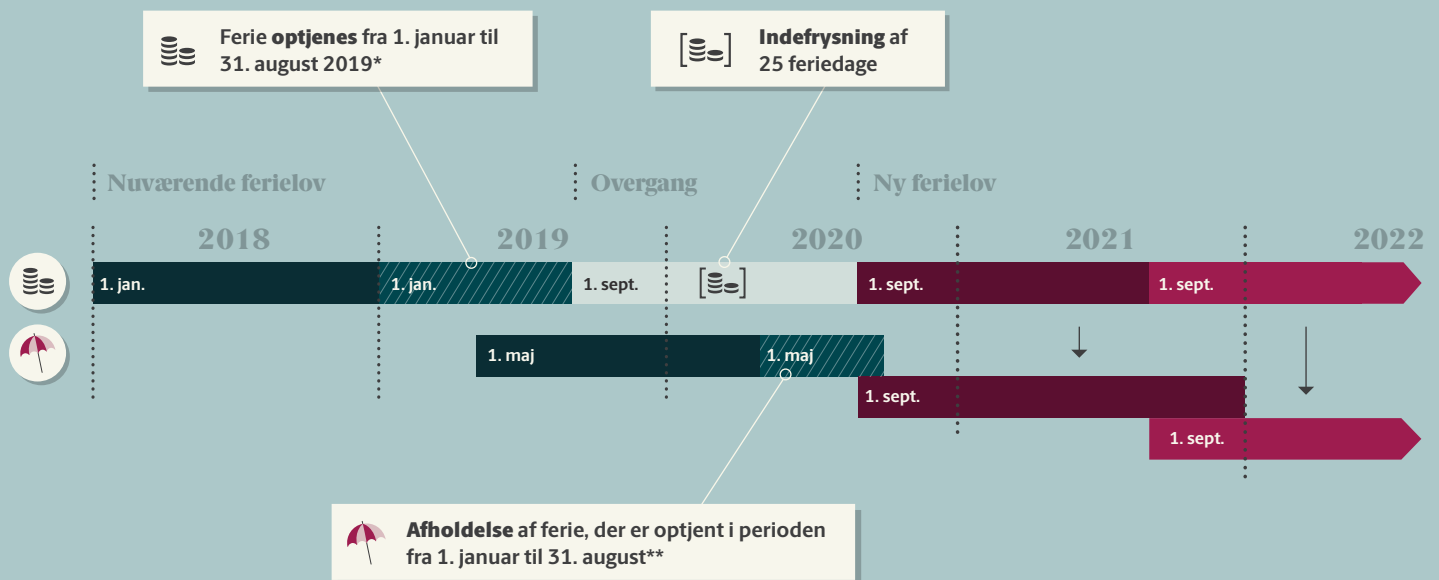 Ferie optjenes fra 1. januar til
31. august 2019*
Indefrysning af
25 feriedage
Nuværende ferielov
Overgang
Ny ferielov
2018
2019
2020
2021
2022
1. jan.
1. jan.
1. sept.
1. sept.
1. sept.
1. maj
1. maj
1. sept.
1. sept.
Afholdelse af ferie, der er optjent i perioden
fra 1. januar til 31. august**